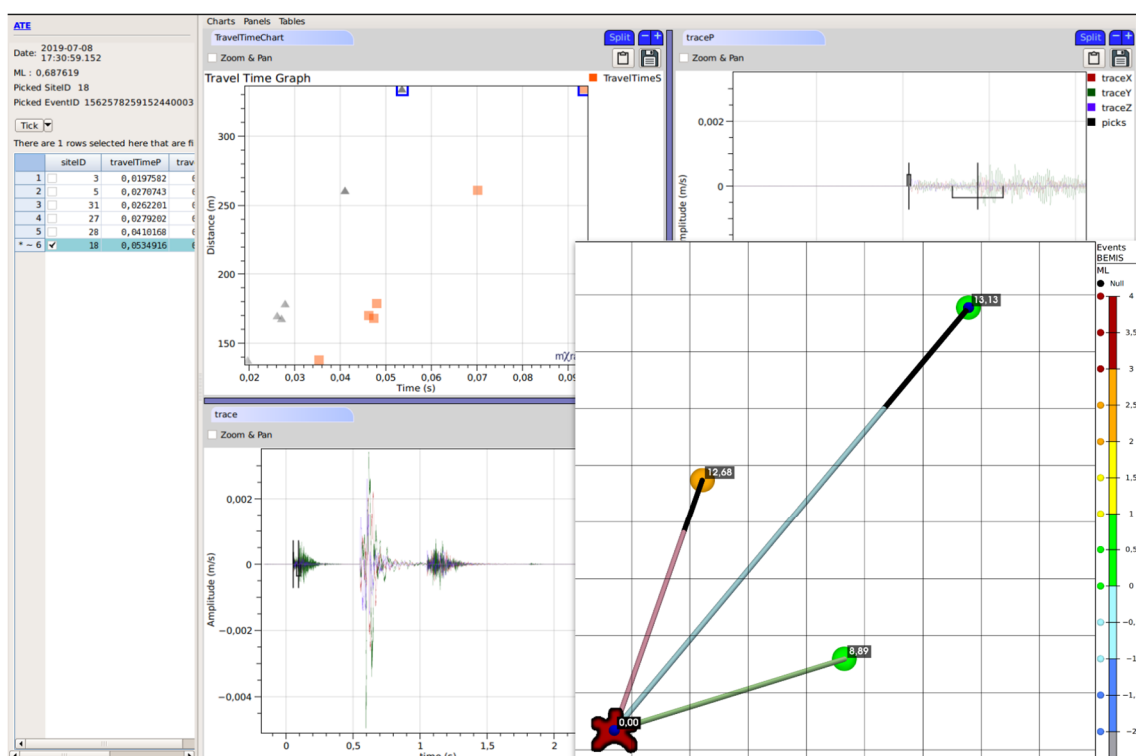 ATE
Date: 2019-07-08
17:30:59.152
ML : 0,687619
Picked SiteID 18
Picked EventID 1562578259152440003
Tick
There are 1 rows selected here that are fi
siteID travelTimeP trav
1 3 0,0197582
2 5 0,0270743
3 31 0,0262201
4 27 0,0279202
5 28 0,0410168
* ~ 6 18 0,0534916
Charts Panels Tables
TravelTimeChart Split − +
Zoom & Pan
Travel Time Graph
TravelTimeS
300
250
200
150
Distance (m)
0,02 0,03 0,04 0,05 0,06 0,07 0,08 0,09
Time (s)
traceP Split − +
Zoom & Pan
traceX
traceY
traceZ
picks
0,002
0
mplitude (m/s)
trace
Zoom & Pan
0,002
0
−0,002
−0,004
Amplitude (m/s)
0 0,5 1 1,5 2
time (s)
13,13
12,68
8,89
0,00
Events
BEMIS
ML
Null
4
3,5
3
2,5
2
1,5
1
0,5
0
−0,
−1
−1,
−2